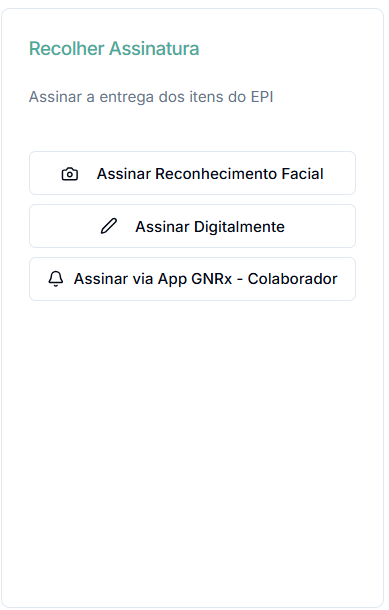 Recolher Assinatura
Assinar a entrega dos itens do EPI
Assinar Reconhecimento Facial
Assinar Digitalmente
Assinar via App GNRx - Colaborador